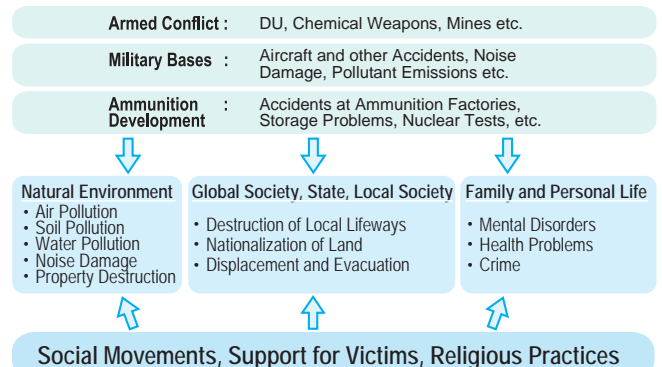 Armed Conflict : DU, Chemical Weapons, Mines etc.
Military Bases : Aircraft and other Accidents, Noise
Damage, Pollutant Emissions etc.
Ammunition : Accidents at Ammunition Factories,
Development Storage Problems, Nuclear Tests, etc.
Natural Environment
・Air Pollution
・Soil Pollution
・Water Pollution
・Noise Damage
・Property Destruction
Global Society, State, Local Society
・Destruction of Local Lifeways
・Nationalization of Land
・Displacement and Evacuation
Family and Personal Life
・Mental Disorders
・Health Problems
・Crime
Social Movements, Support for Victims, Religious Practices